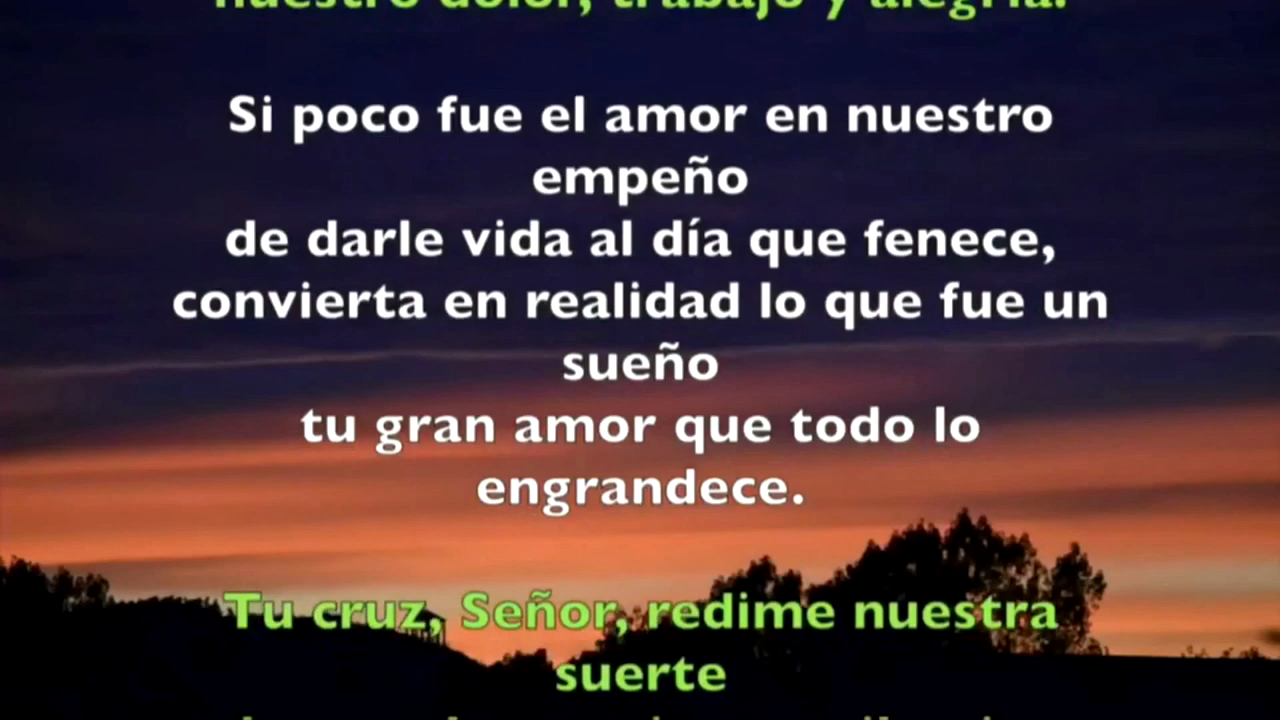 nuestro dolor, trabajo y alegría.
Si poco fue el amor en nuestro
empeño
de darle vida al día que fenece,
convierta en realidad lo que fue un
sueño
tu gran amor que todo lo
engrandece.
Tu cruz, Señor, redime nuestra
suerte